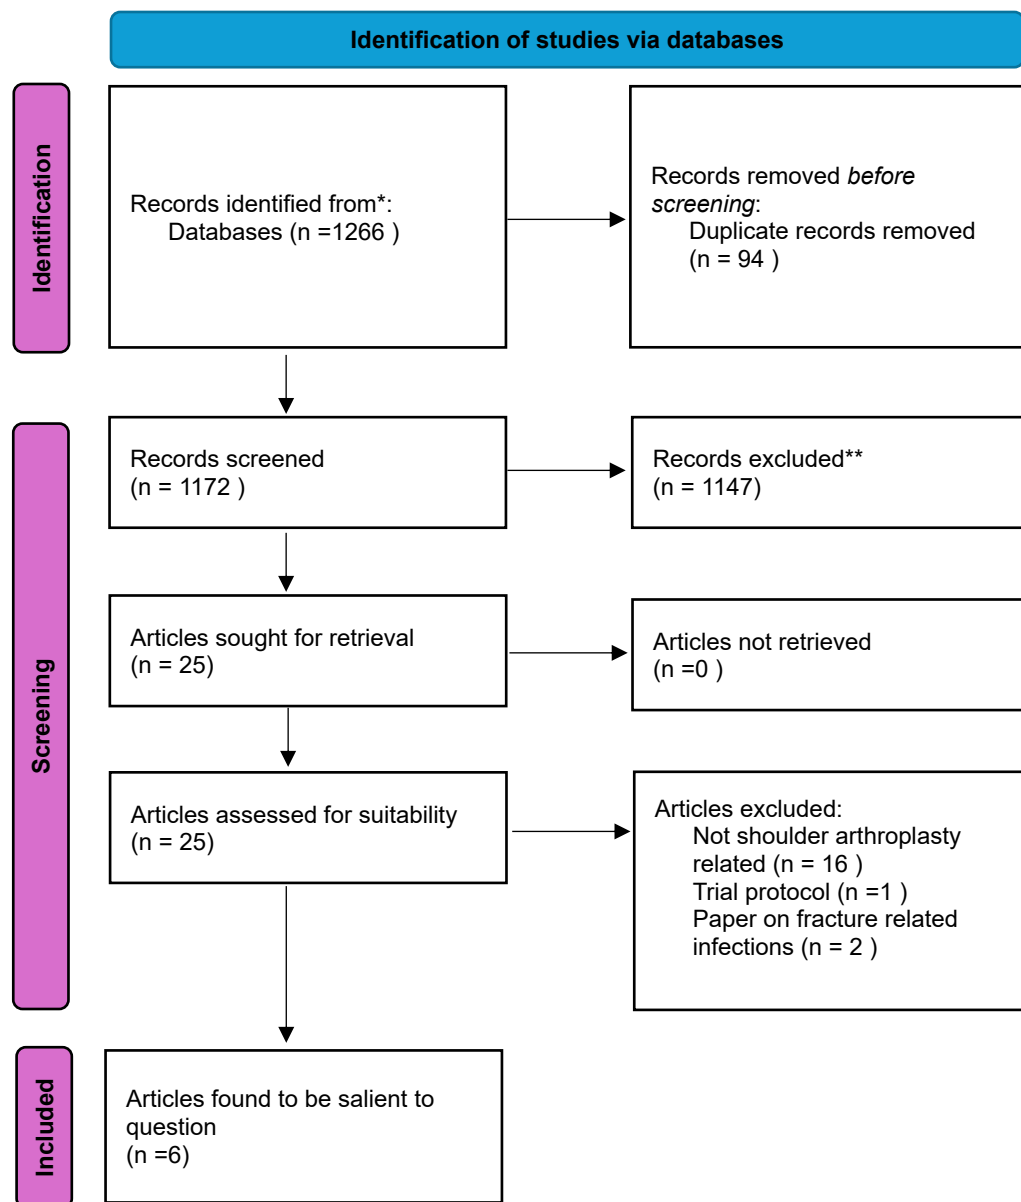 Identification of studies via databases
Identification
Records identified from*:
Databases (n =1266 )
Records removed before
screening:
Duplicate records removed
(n = 94 )
Screening
Records screened
(n = 1172 )
Records excluded**
(n = 1147)
Articles sought for retrieval
(n = 25)
Articles not retrieved
(n =0 )
Articles assessed for suitability
(n = 25)
Articles excluded:
Not shoulder arthroplasty
related (n = 16 )
Trial protocol (n =1 )
Paper on fracture related
infections (n = 2 )
Included
Articles found to be salient to
question
(n =6)